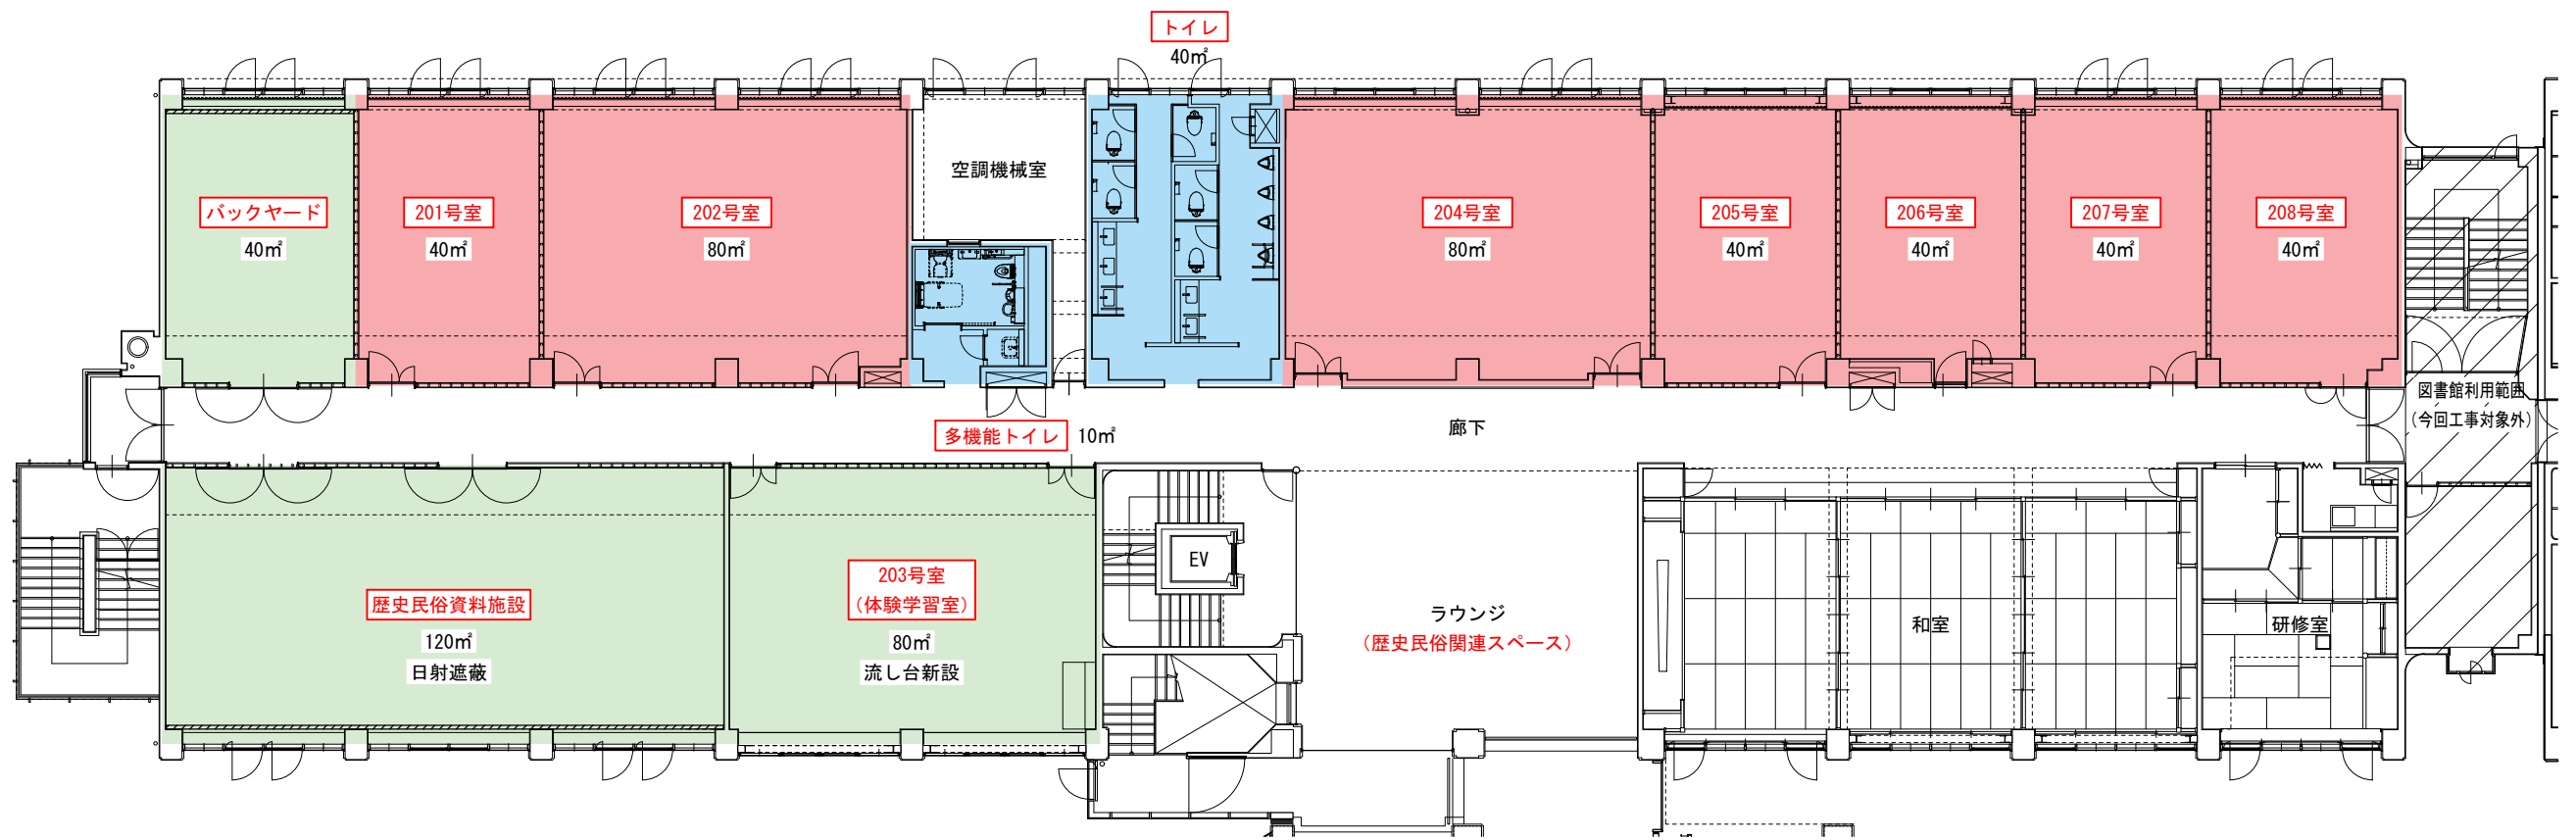 トイレ
40㎡
空調機械室
バックヤード
40㎡
201号室
40㎡
202号室
80㎡
204号室
80㎡
205号室
40㎡
206号室
40㎡
207号室
40㎡
208号室
40㎡
図書館利用範囲
(今回工事対象外)
多機能トイレ 10㎡
廊下
歴史民俗資料施設
120㎡
日射遮蔽
203号室
(体験学習室)
80㎡
流し台新設
EV
ラウンジ
(歴史民俗関連スペース)
和室
研修室